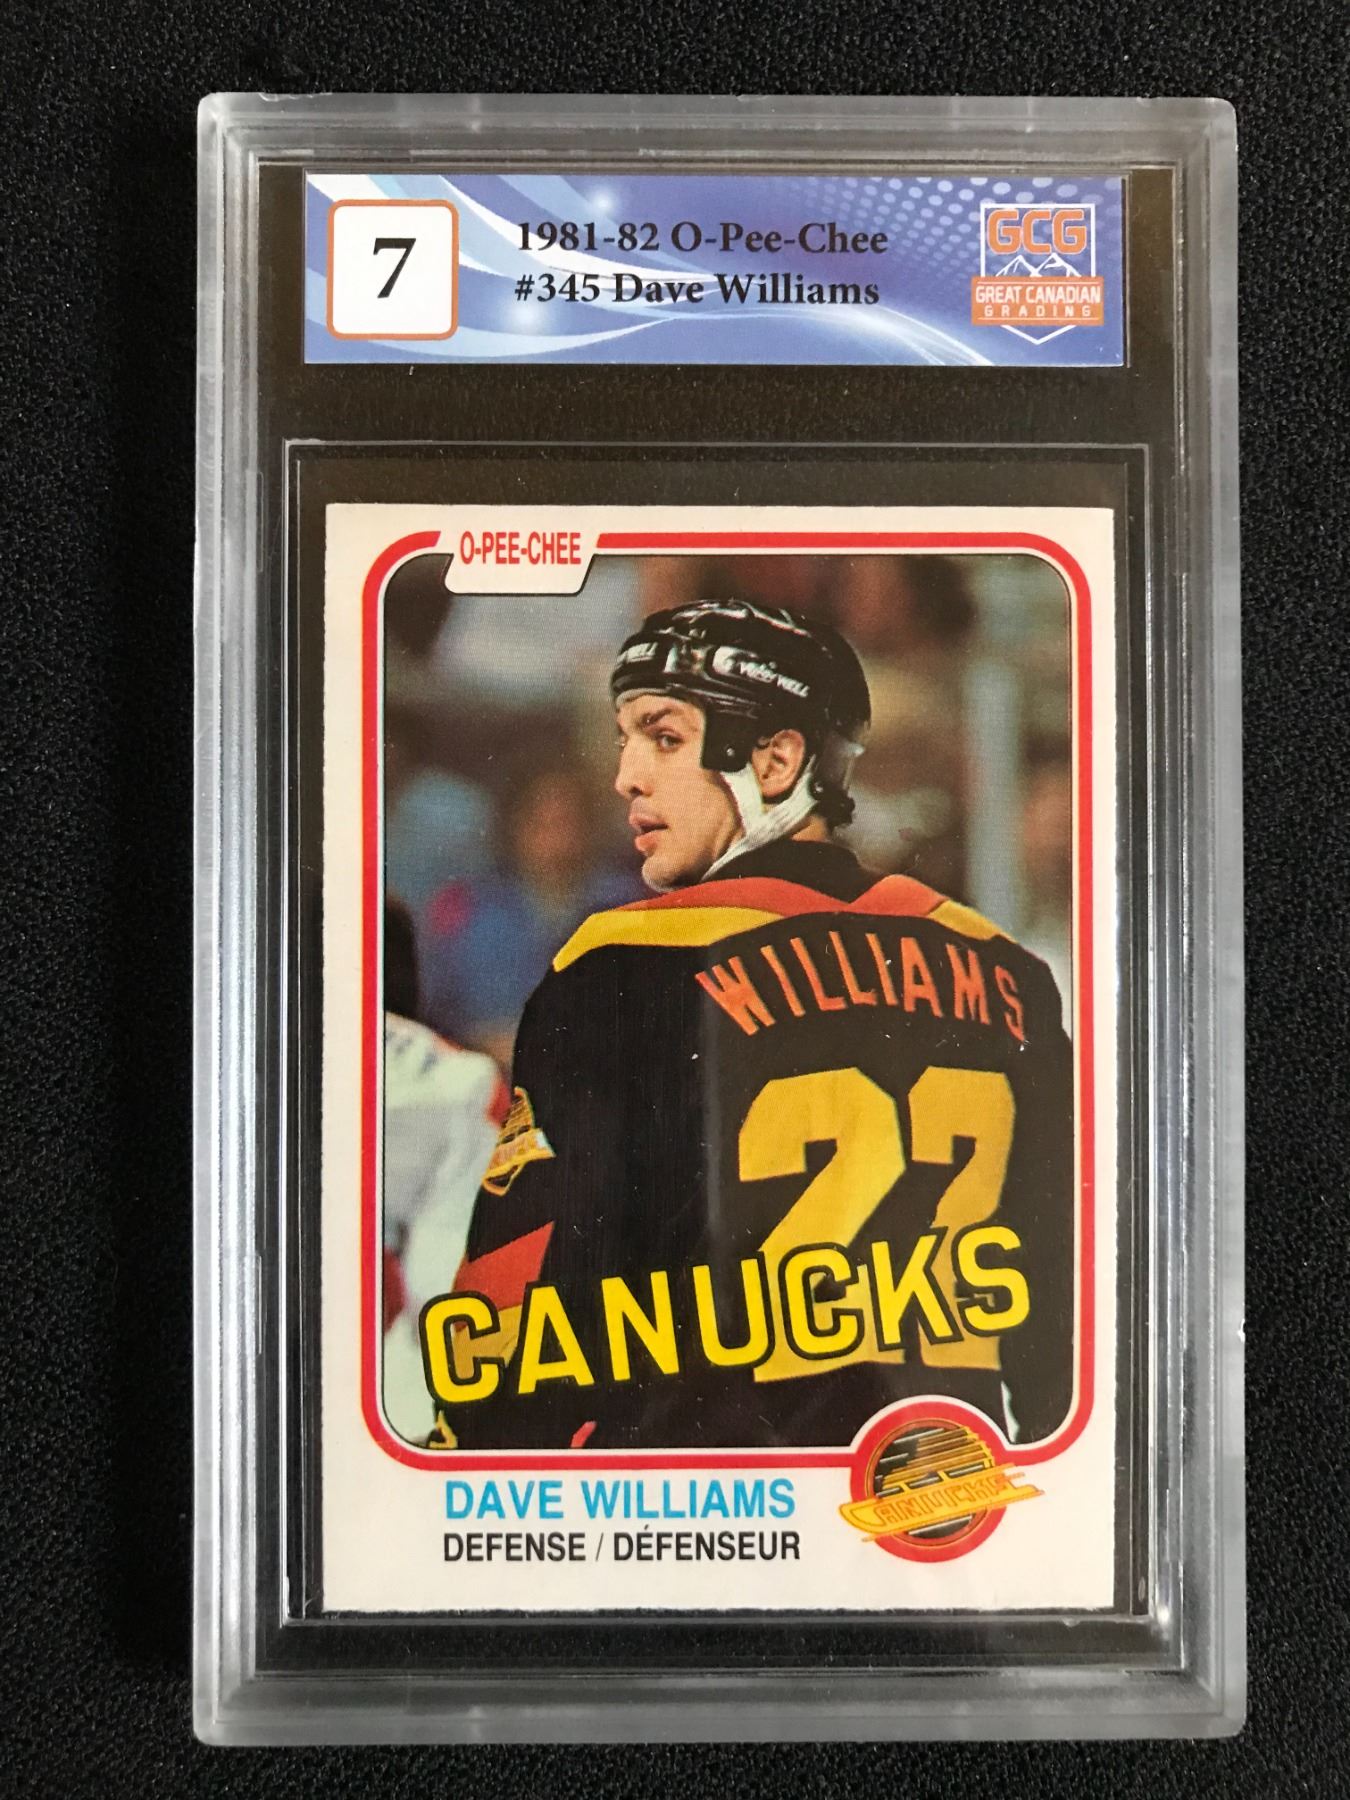 7
1981-82 O-Pee-Chee
#345 Dave Williams
GCG
GREAT CANADIAN
GRADING
O-PEE-CHEE
WILLIAMS
22
CANUCKS
DAVE WILLIAMS
DEFENSE / DÉFENSEUR
CANUCKS